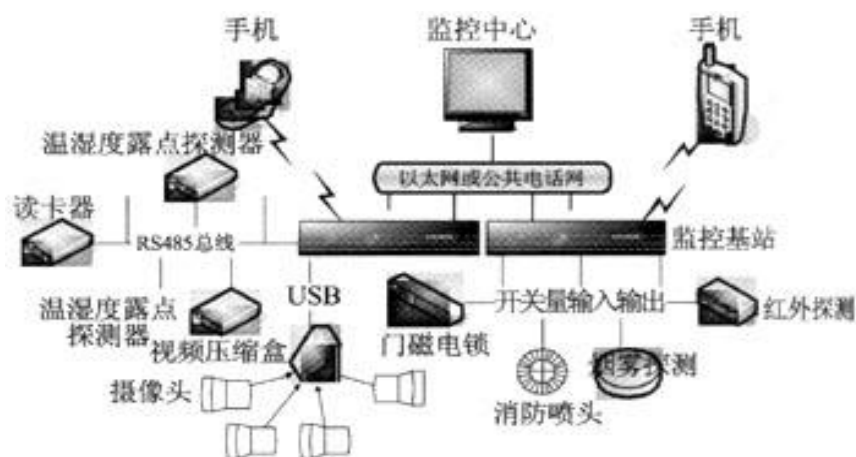 手机
监控中心
手机
温湿度露点探测器
以太网或公共电话网
读卡器
RS485总线
监控基站
USB
温湿度露点
探测器
开关量输入输出
红外探测
视频压缩盒
门磁电锁
烟雾探测
摄像头
消防喷头